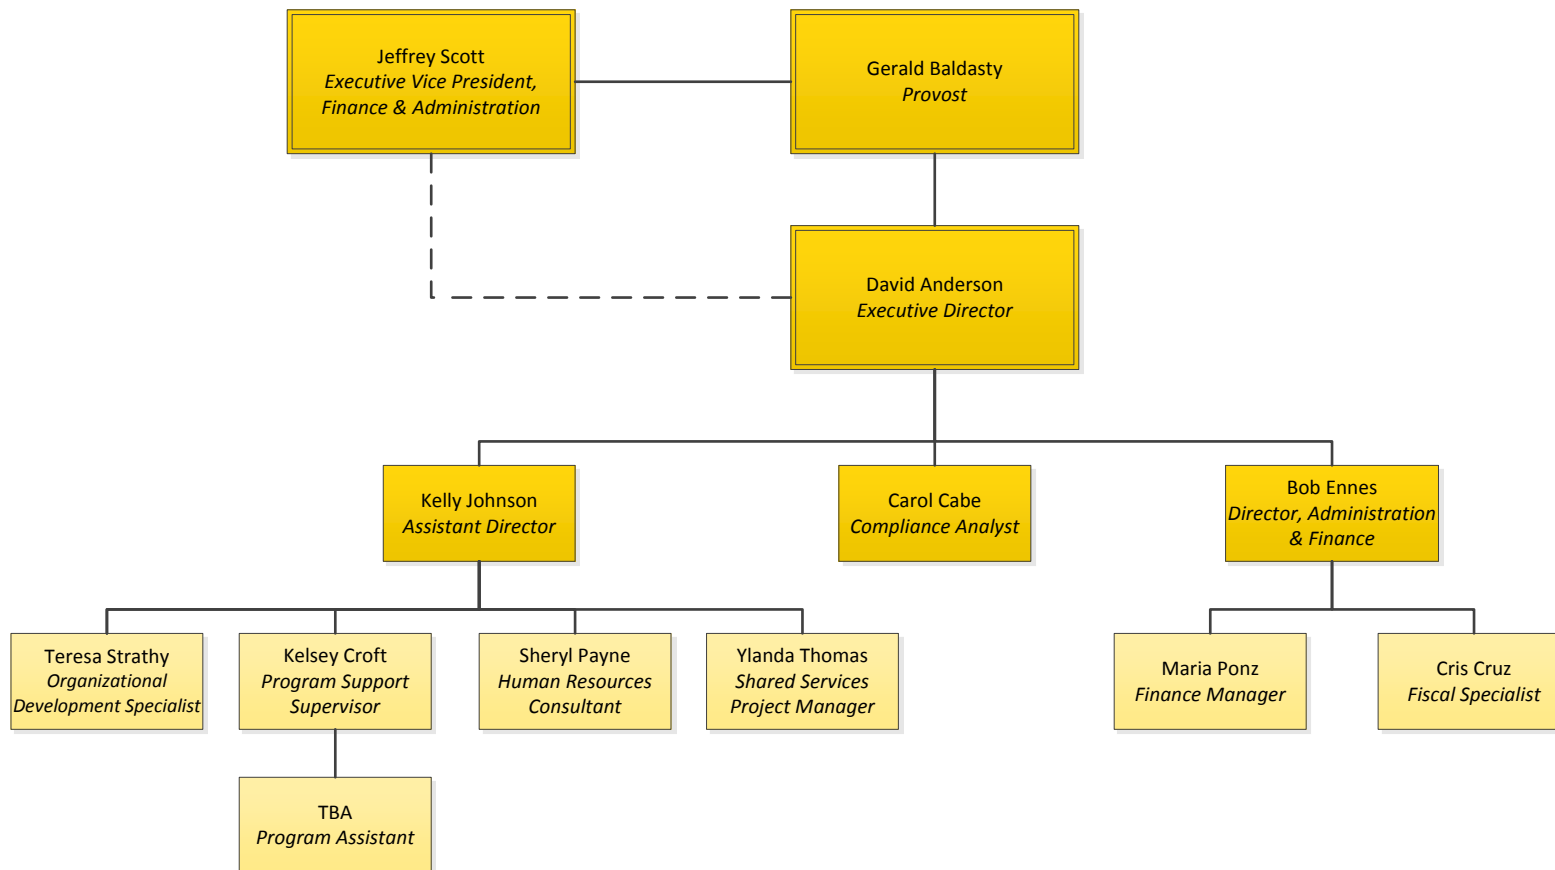 Jeffrey Scott
Executive Vice President,
Finance & Administration
Gerald Baldasty
Provost
David Anderson
Executive Director
Kelly Johnson
Assistant Director
Carol Cabe
Compliance Analyst
Bob Ennes
Director, Administration
& Finance
Teresa Strathy
Organizational
Development Specialist
Kelsey Croft
Program Support
Supervisor
Sheryl Payne
Human Resources
Consultant
Ylanda Thomas
Shared Services
Project Manager
Maria Ponz
Finance Manager
Cris Cruz
Fiscal Specialist
TBA
Program Assistant